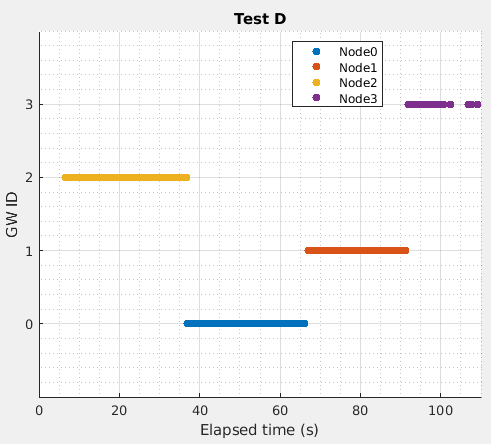 Test D
Node0
Node1
Node2
Node3
3
2
1
0
GW ID
0 20 40 60 80 100
Elapsed time (s)